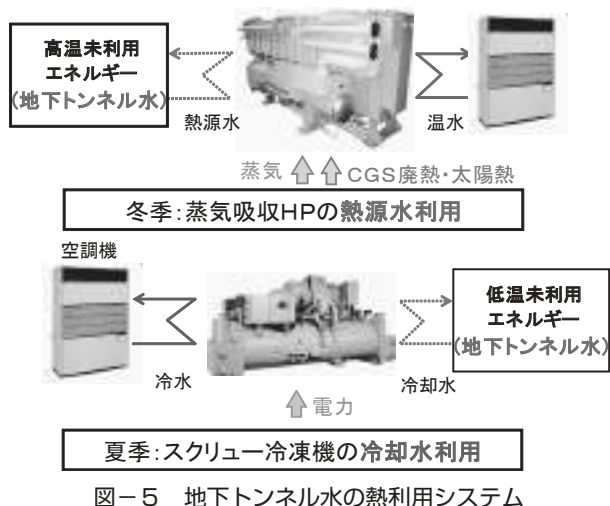 高温未利用
エネルギー
(地下トンネル水)
熱源水
温水
蒸気
CGS廃熱・太陽熱
冬季:蒸気吸収HPの熱源水利用
空調機
低温未利用
エネルギー
(地下トンネル水)
冷水
冷却水
電力
夏季:スクリュー冷凍機の冷却水利用
図-5 地下トンネル水の熱利用システム